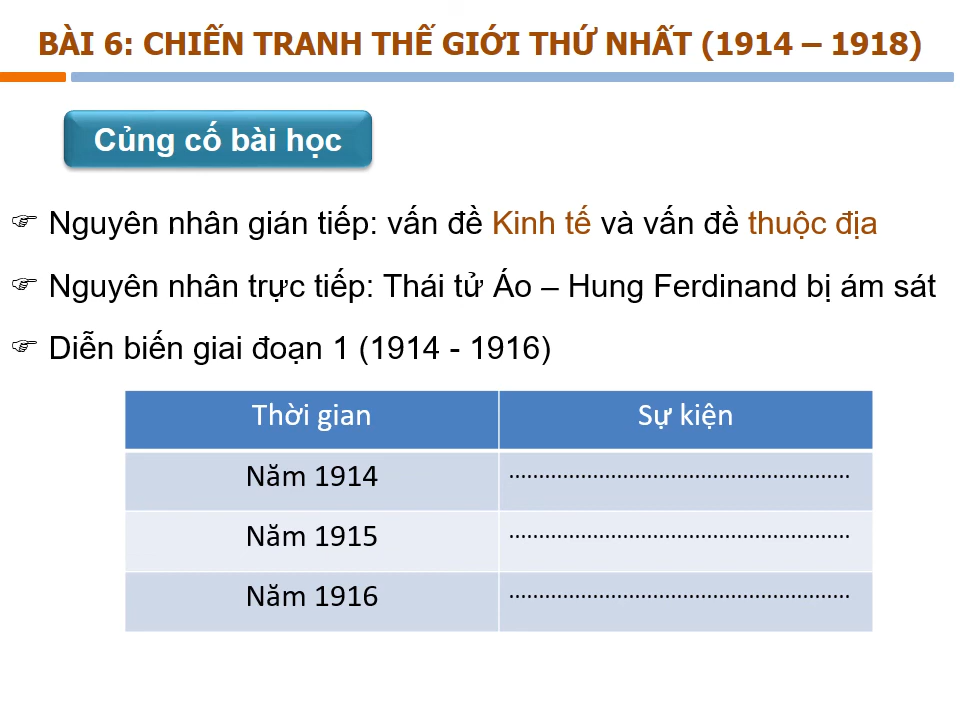 BÀI 6: CHIẾN TRANH THẾ GIỚI THỨ NHẤT (1914 – 1918)
Củng cố bài học
☞ Nguyên nhân gián tiếp: vấn đề Kinh tế và vấn đề thuộc địa
☞ Nguyên nhân trực tiếp: Thái tử Áo – Hung Ferdinand bị ám sát
☞ Diễn biến giai đoạn 1 (1914 - 1916)
Thời gian Sự kiện
Năm 1914 ........................................................
Năm 1915 ........................................................
Năm 1916 ........................................................